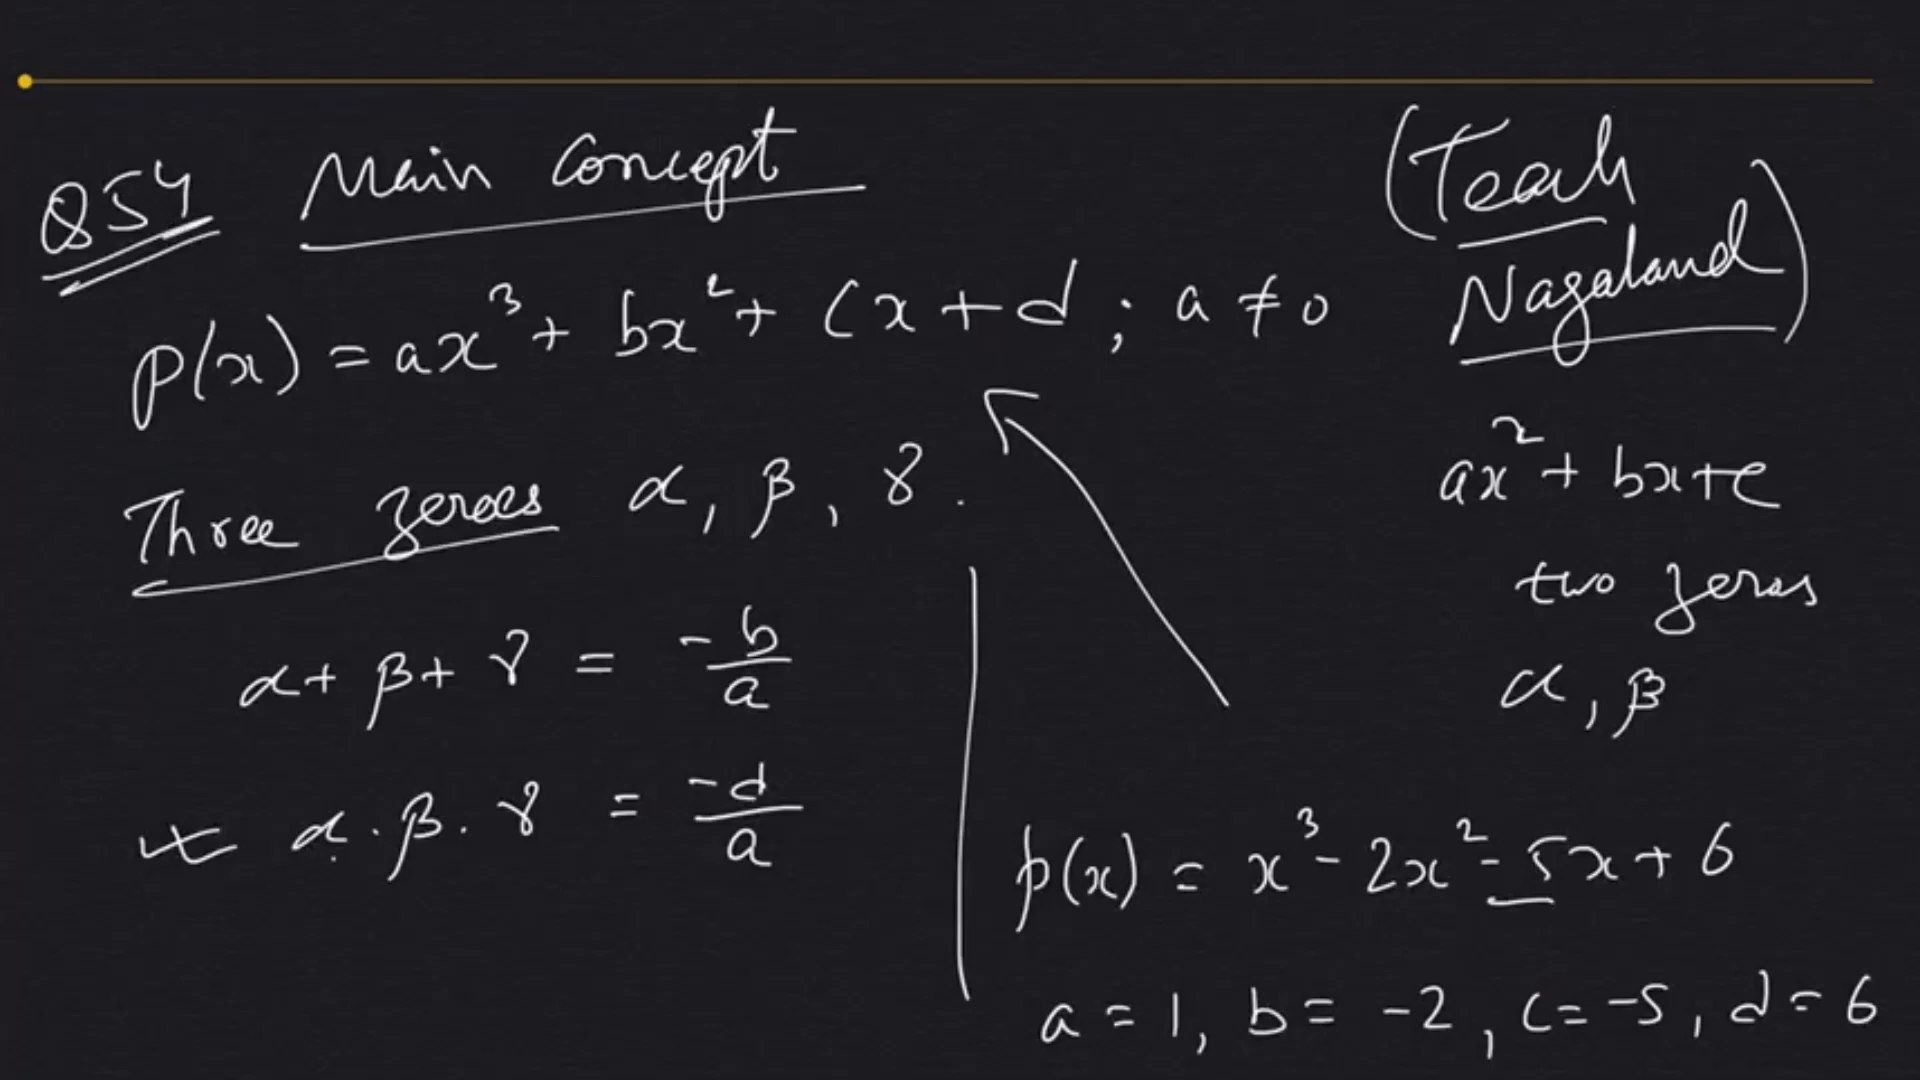 Q54 Main Concept
(Teach Nagaland)
p(x) = ax³ + bx² + cx + d ; a ≠ 0
Three zeroes α, β, γ.
α + β + γ = -b/a
α . β . γ = -d/a
ax² + bx + c
two zeros
α, β
p(x) = x³ - 2x² - 5x + 6
a = 1, b = -2, c = -5, d = 6